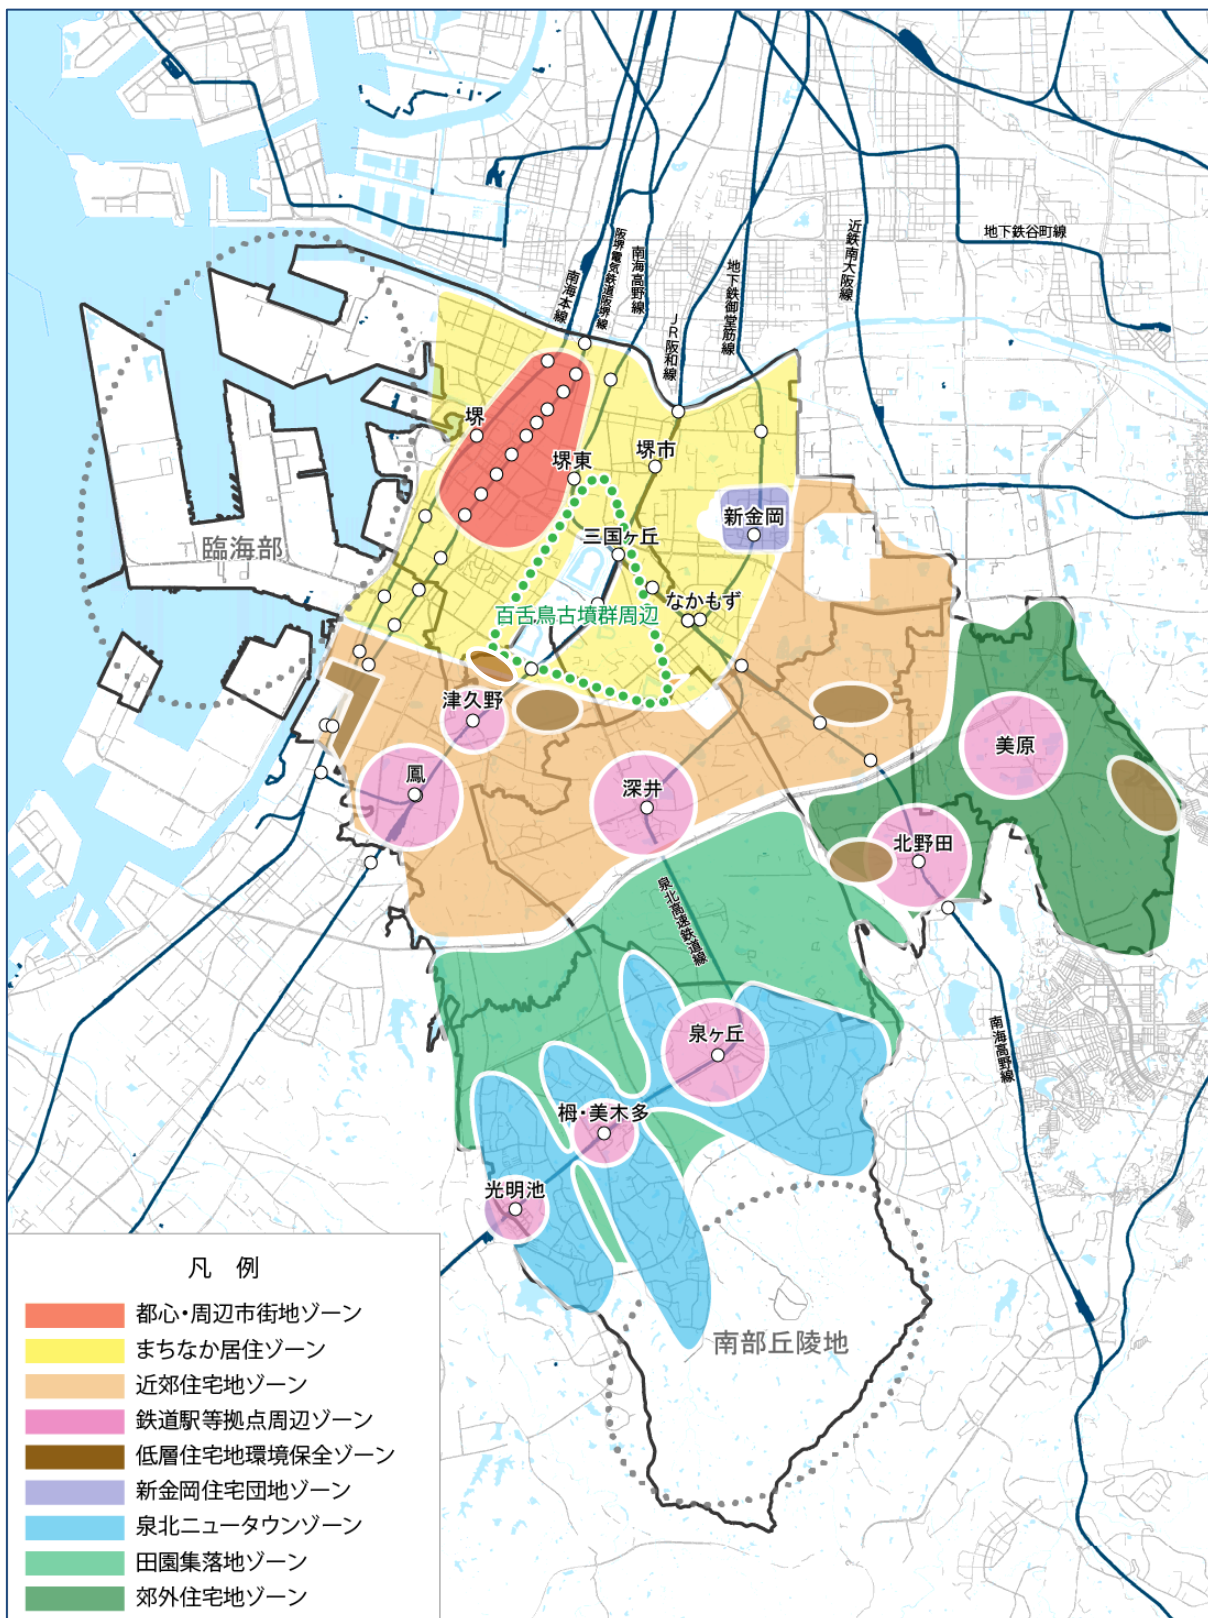 地下鉄谷町線
近鉄南大阪線
地下鉄御堂筋線
南海高野線
阪堺電気鉄道阪堺線
南海本線
JR阪和線
堺
堺東
堺市
新金岡
臨海部
三国ヶ丘
なかもず
百舌鳥古墳群周辺
津久野
美原
鳳
深井
北野田
泉北高速鉄道線
泉ヶ丘
南海高野線
栂・美木多
光明池
南部丘陵地
凡 例
都心・周辺市街地ゾーン
まちなか居住ゾーン
近郊住宅地ゾーン
鉄道駅等拠点周辺ゾーン
低層住宅地環境保全ゾーン
新金岡住宅団地ゾーン
泉北ニュータウンゾーン
田園集落地ゾーン
郊外住宅地ゾーン